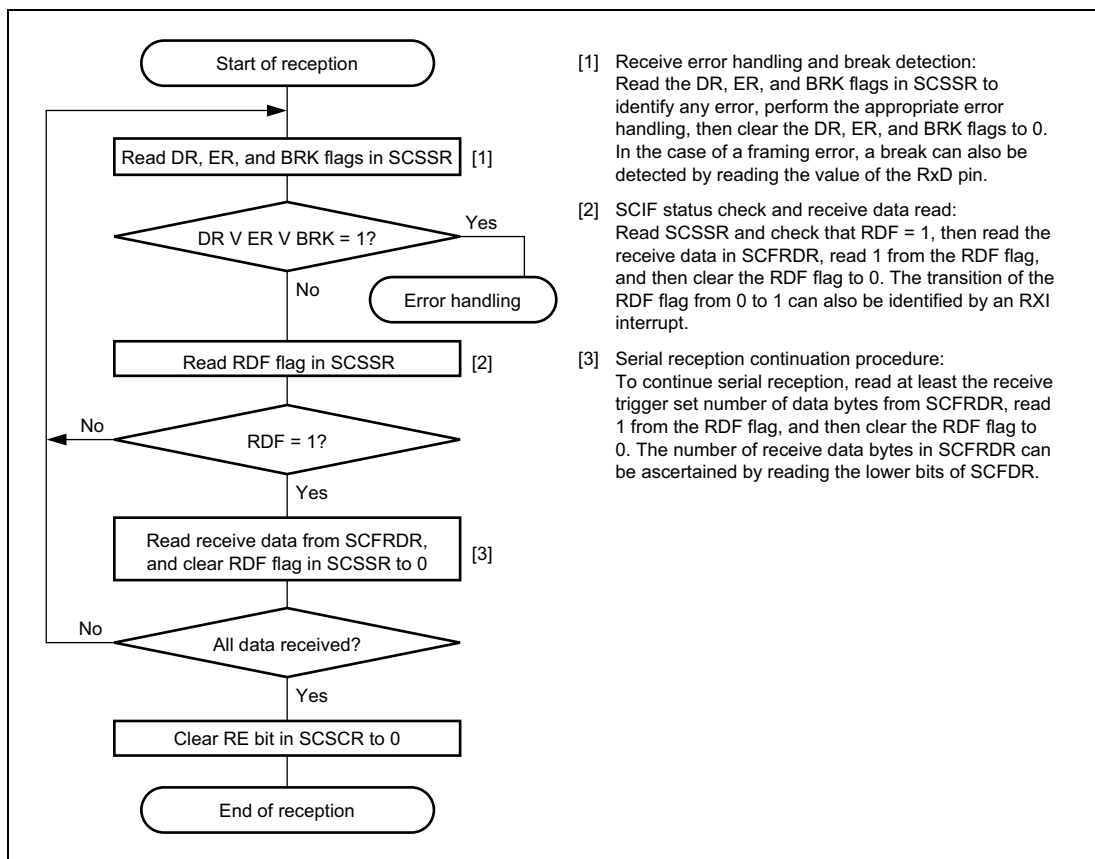 Start of reception
Read DR, ER, and BRK flags in SCSSR
[1]
DR V ER V BRK = 1?
Yes
No
Error handling
Read RDF flag in SCSSR
[2]
No
RDF = 1?
Yes
Read receive data from SCFRDR,
and clear RDF flag in SCSSR to 0
[3]
No
All data received?
Yes
Clear RE bit in SCSCR to 0
End of reception
[1] Receive error handling and break detection:
Read the DR, ER, and BRK flags in SCSSR to
identify any error, perform the appropriate error
handling, then clear the DR, ER, and BRK flags to 0.
In the case of a framing error, a break can also be
detected by reading the value of the RxD pin.
[2] SCIF status check and receive data read:
Read SCSSR and check that RDF = 1, then read the
receive data in SCFRDR, read 1 from the RDF flag,
and then clear the RDF flag to 0. The transition of the
RDF flag from 0 to 1 can also be identified by an RXI
interrupt.
[3] Serial reception continuation procedure:
To continue serial reception, read at least the receive
trigger set number of data bytes from SCFRDR, read
1 from the RDF flag, and then clear the RDF flag to
0. The number of receive data bytes in SCFRDR can
be ascertained by reading the lower bits of SCFDR.